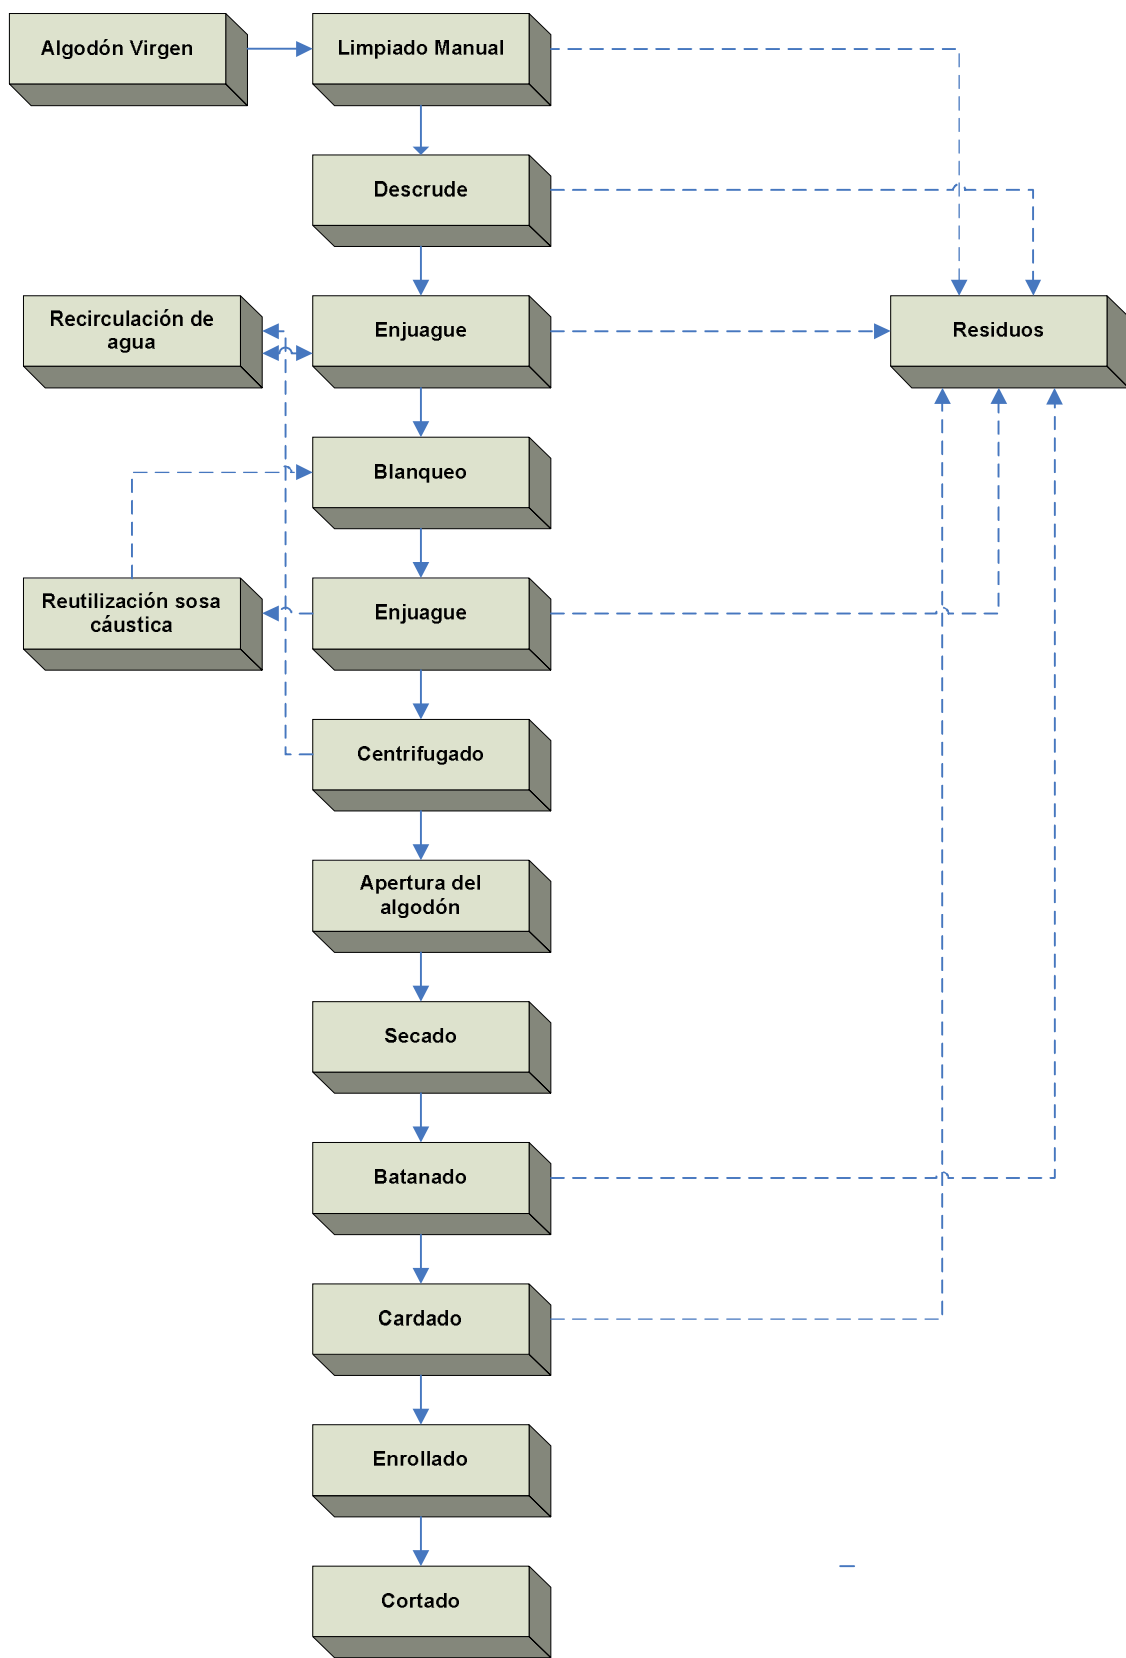 Algodón Virgen
Limpiado Manual
Descrude
Recirculación de
agua
Enjuague
Residuos
Blanqueo
Reutilización sosa
cáustica
Enjuague
Centrifugado
Apertura del
algodón
Secado
Batanado
Cardado
Enrollado
Cortado